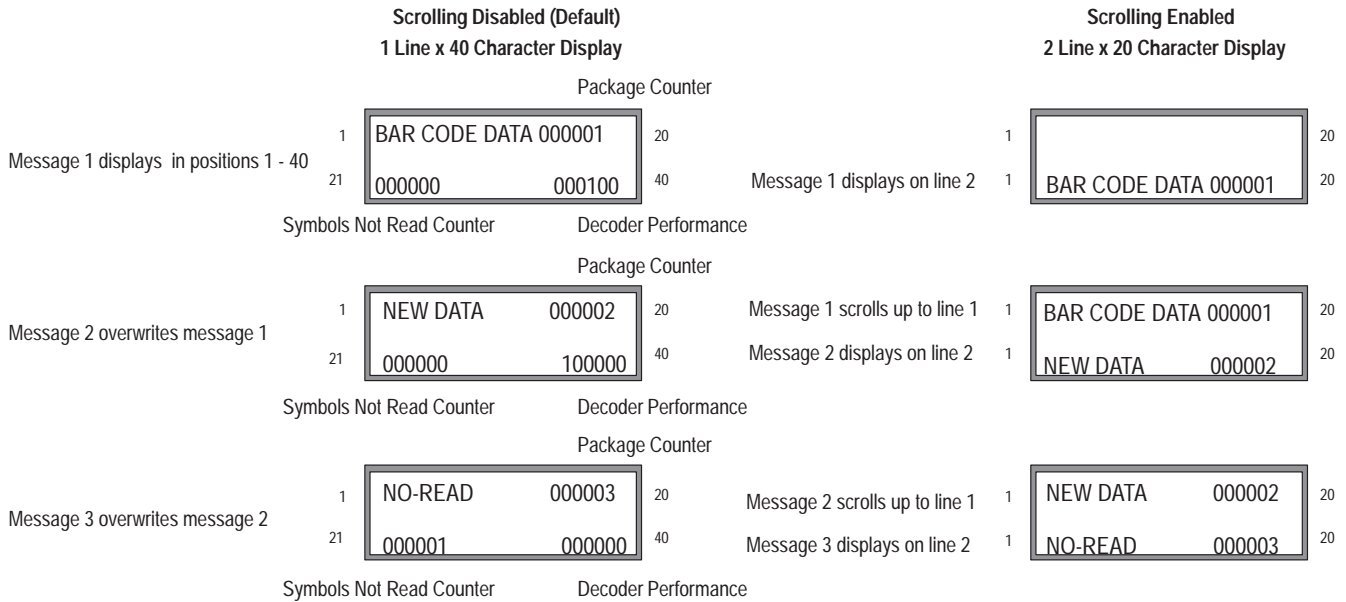 Scrolling Disabled (Default)
1 Line x 40 Character Display
Scrolling Enabled
2 Line x 20 Character Display
Package Counter
Message 1 displays in positions 1 - 40
1 BAR CODE DATA 000001 20
21 000000 000100 40
Symbols Not Read Counter Decoder Performance
1 20
Message 1 displays on line 2 1 BAR CODE DATA 000001 20
Package Counter
Message 2 overwrites message 1
1 NEW DATA 000002 20
21 000000 100000 40
Symbols Not Read Counter Decoder Performance
Message 1 scrolls up to line 1 1 BAR CODE DATA 000001 20
Message 2 displays on line 2 1 NEW DATA 000002 20
Package Counter
Message 3 overwrites message 2
1 NO-READ 000003 20
21 000001 000000 40
Symbols Not Read Counter Decoder Performance
Message 2 scrolls up to line 1 1 NEW DATA 000002 20
Message 3 displays on line 2 1 NO-READ 000003 20